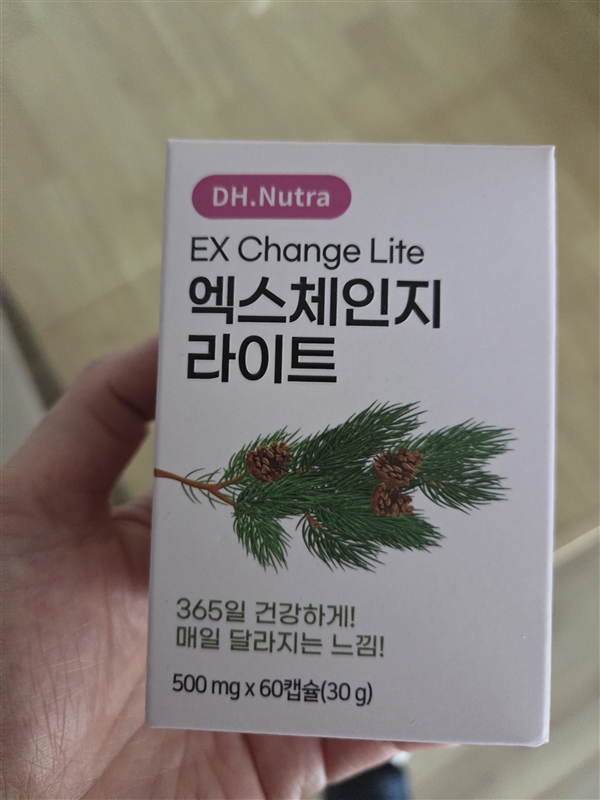 DH.Nutra
EX Change Lite
엑스체인지
라이트
365일 건강하게!
매일 달라지는 느낌!
500 mg x 60캡슐(30 g)